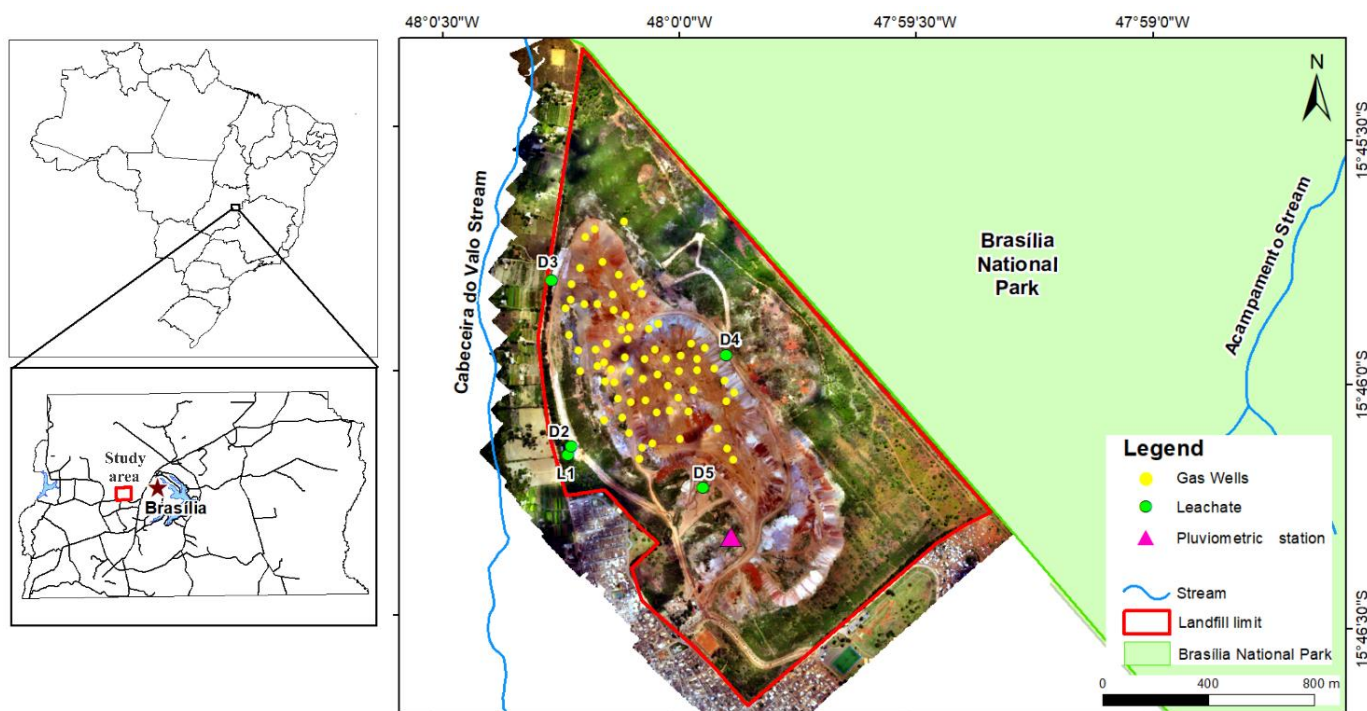 48°0'30"W
48°0'0"W
47°59'30"W
47°59'0"W
N
15°45'30"S
15°46'0"S
15°46'30"S
Cabeceira do Valo Stream
Acampamento Stream
Brasília
National
Park
D3
D4
D2
L1
D5
Study
area
Brasília
Legend
Gas Wells
Leachate
Pluviometric station
Stream
Landfill limit
Brasília National Park
0 400 800 m